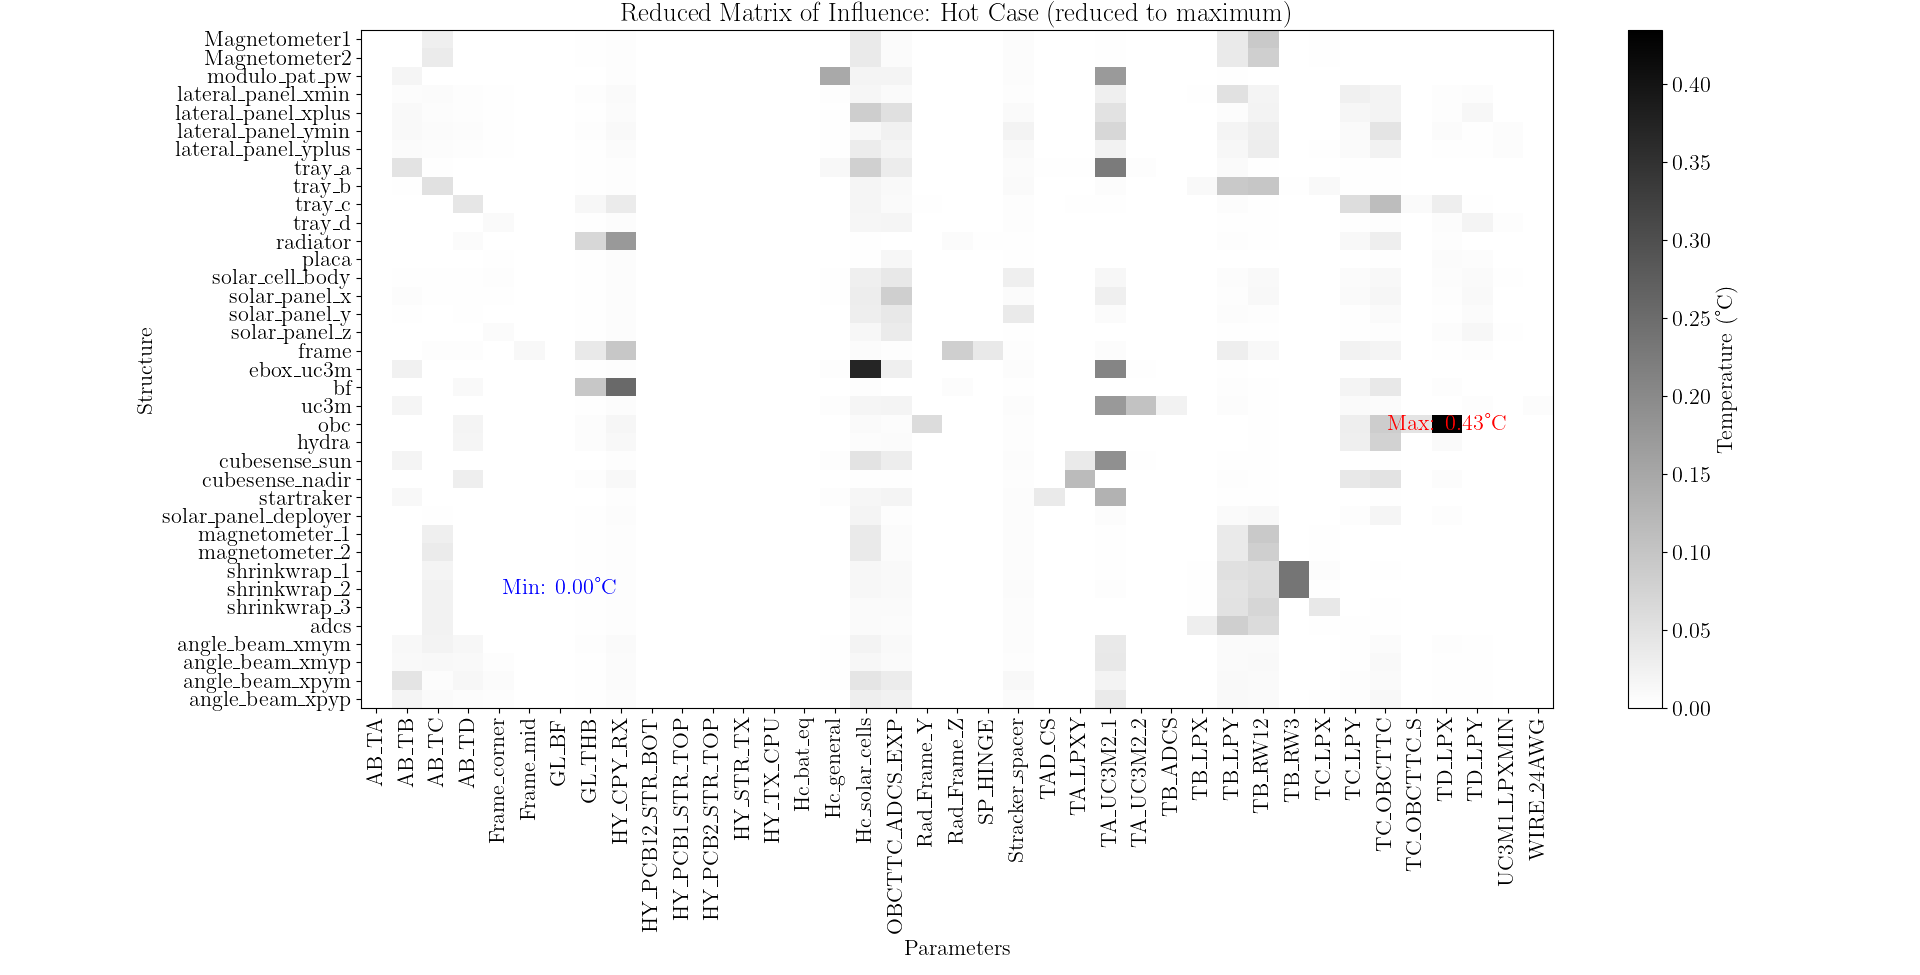 Reduced Matrix of Influence: Hot Case (reduced to maximum)
Structure
Magnetometer1
Magnetometer2
modulo_pat_pw
lateral_panel_xmin
lateral_panel_xplus
lateral_panel_ymin
lateral_panel_yplus
tray_a
tray_b
tray_c
tray_d
radiator
placa
solar_cell_body
solar_panel_x
solar_panel_y
solar_panel_z
frame
ebox_uc3m
bf
uc3m
obc
hydra
cubesense_sun
cubesense_nadir
startraker
solar_panel_deployer
magnetometer_1
magnetometer_2
shrinkwrap_1
shrinkwrap_2
shrinkwrap_3
adcs
angle_beam_xmym
angle_beam_xmyp
angle_beam_xpym
angle_beam_xpyp
Max: 0.43°C
Min: 0.00°C
AB_TA
AB_TB
AB_TC
AB_TD
Frame_corner
Frame_mid
GL_BF
GL_THB
HY_CPY_RX
HY_PCB12_STR_BOT
HY_PCB1_STR_TOP
HY_PCB2_STR_TOP
HY_STR_TX
HY_TX_CPU
Hc_bat_eq
Hc_general
Hc_solar_cells
OBCTTC_ADCS_EXP
Rad_Frame_Y
Rad_Frame_Z
SP_HINGE
Stracker_spacer
TAD_CS
TA_LPXY
TA_UC3M2_1
TA_UC3M2_2
TB_ADCS
TB_LPX
TB_LPY
TB_RW12
TB_RW3
TC_LPX
TC_LPY
TC_OBCTTC
TC_OBCTTC_S
TD_LPX
TD_LPY
UC3M1_LPXMIN
WIRE_24AWG
Parameters
0.40
0.35
0.30
0.25
0.20
0.15
0.10
0.05
0.00
Temperature (°C)